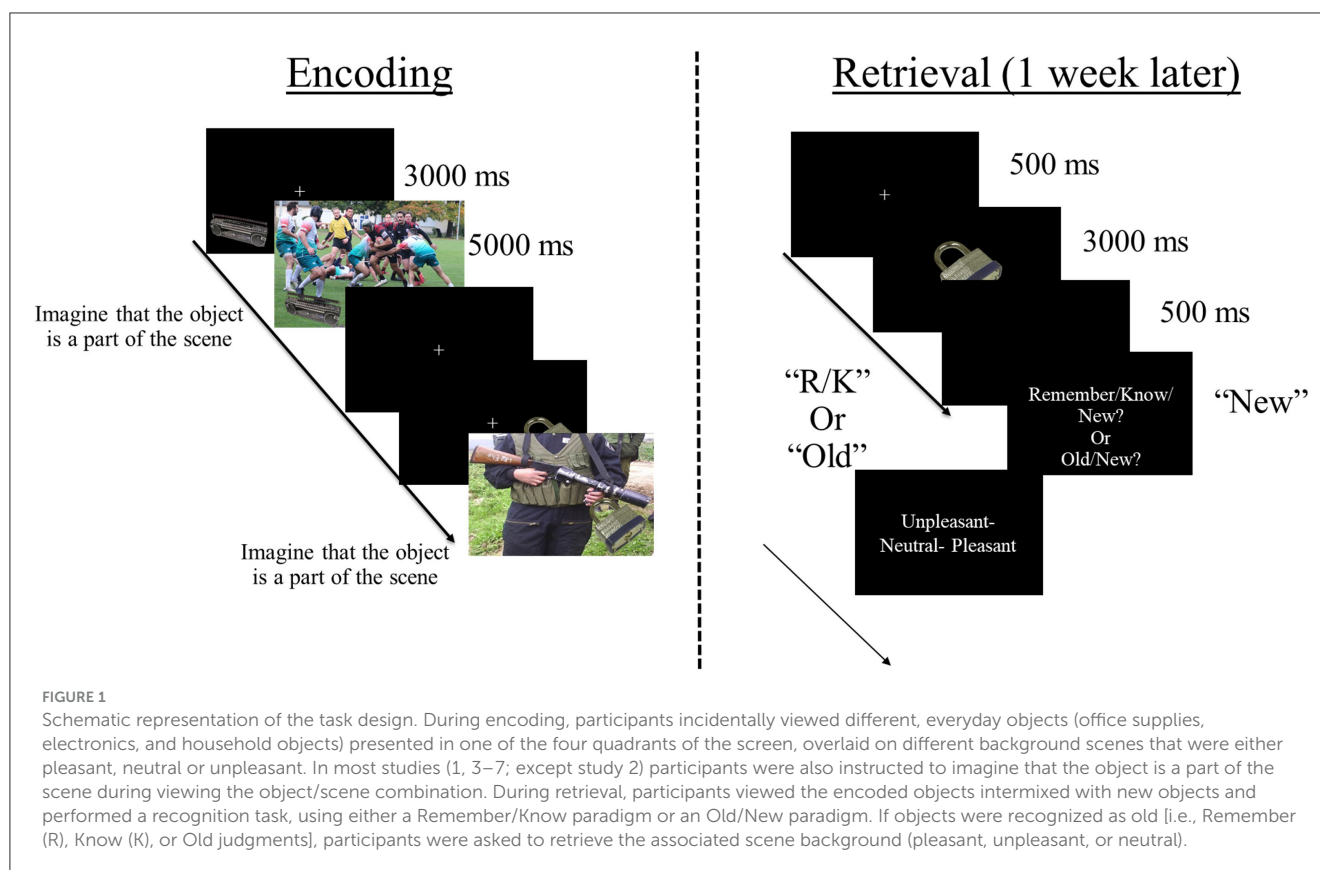 Encoding
3000 ms
5000 ms
Imagine that the object
is a part of the scene
Imagine that the object
is a part of the scene
Retrieval (1 week later)
500 ms
3000 ms
500 ms
“R/K”
Or
“Old”
Remember/Know/
New?
Or
Old/New?
“New”
Unpleasant-
Neutral- Pleasant
FIGURE 1
Schematic representation of the task design. During encoding, participants incidentally viewed different, everyday objects (office supplies,
electronics, and household objects) presented in one of the four quadrants of the screen, overlaid on different background scenes that were either
pleasant, neutral or unpleasant. In most studies (1, 3–7; except study 2) participants were also instructed to imagine that the object is a part of the
scene during viewing the object/scene combination. During retrieval, participants viewed the encoded objects intermixed with new objects and
performed a recognition task, using either a Remember/Know paradigm or an Old/New paradigm. If objects were recognized as old [i.e., Remember
(R), Know (K), or Old judgments], participants were asked to retrieve the associated scene background (pleasant, unpleasant, or neutral).